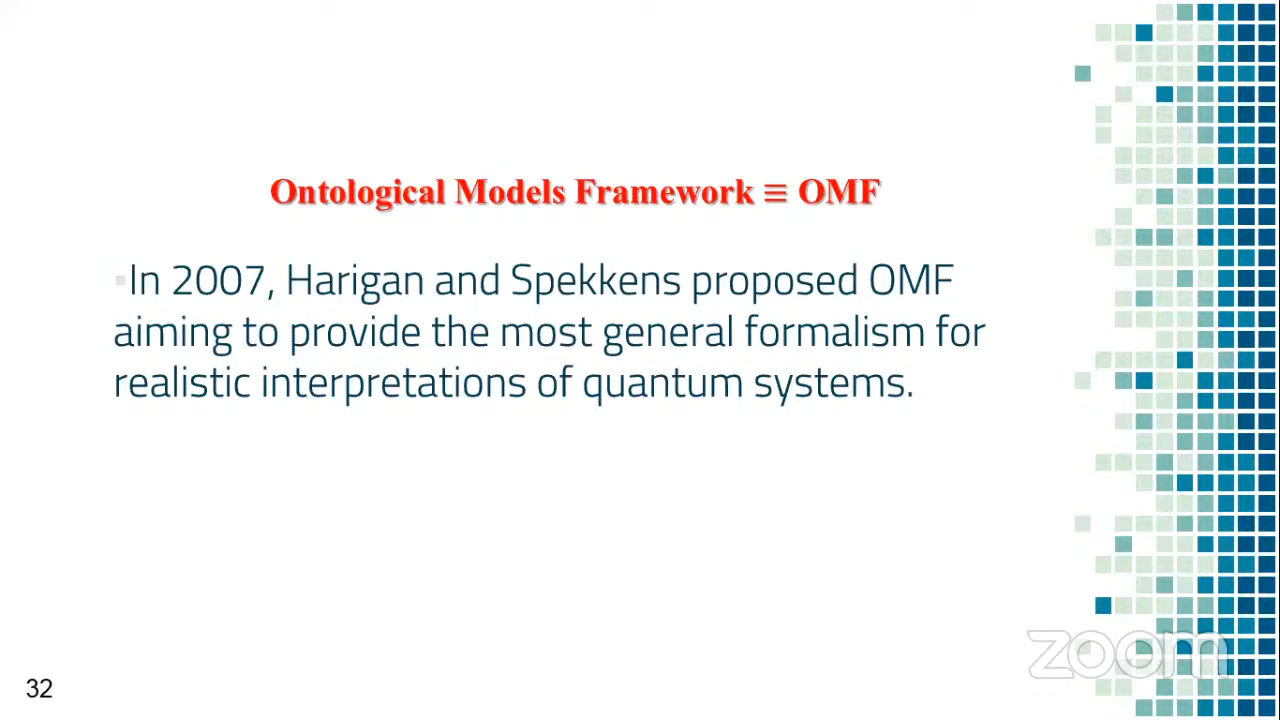 Ontological Models Framework ≡ OMF
▪In 2007, Harigan and Spekkens proposed OMF
aiming to provide the most general formalism for
realistic interpretations of quantum systems.
zoom
32